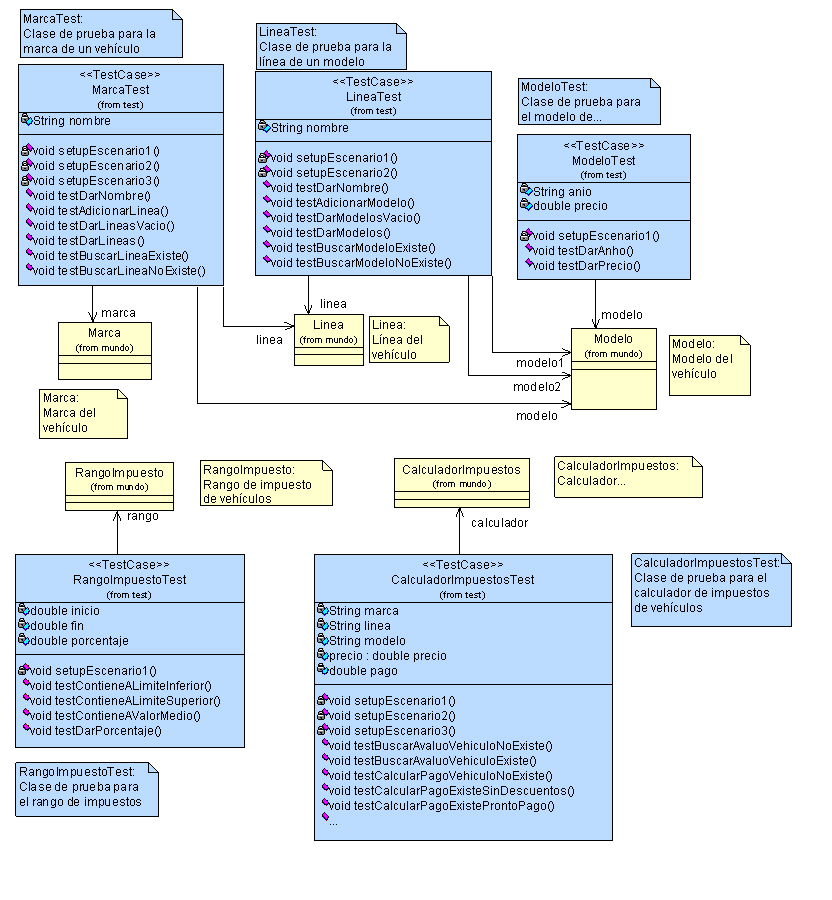 MarcaTest:
Clase de prueba para la
marca de un vehículo
<<TestCase>>
MarcaTest
(from test)
String nombre
void setupEscenario1()
void setupEscenario2()
void setupEscenario3()
void testDarNombre()
void testAdicionarLinea()
void testDarLineasVacio()
void testDarLineas()
void testBuscarLineaExiste()
void testBuscarLineaNoExiste()
LineaTest:
Clase de prueba para la
línea de un modelo
<<TestCase>>
LineaTest
(from test)
String nombre
void setupEscenario1()
void setupEscenario2()
void testDarNombre()
void testAdicionarModelo()
void testDarModelosVacio()
void testDarModelos()
void testBuscarModeloExiste()
void testBuscarModeloNoExiste()
ModeloTest:
Clase de prueba para
el modelo de...
<<TestCase>>
ModeloTest
(from test)
String anio
double precio
void setupEscenario1()
void testDarAnho()
void testDarPrecio()
marca
linea
linea
modelo
modelo1
modelo2
modelo
Marca
(from mundo)
Marca:
Marca del
vehículo
Linea
(from mundo)
Linea:
Línea del
vehículo
Modelo
(from mundo)
Modelo:
Modelo del
vehículo
RangoImpuesto
(from mundo)
RangoImpuesto:
Rango de impuesto
de vehículos
rango
<<TestCase>>
RangoImpuestoTest
(from test)
double inicio
double fin
double porcentaje
void setupEscenario1()
void testContieneALimiteInferior()
void testContieneALimiteSuperior()
void testContieneAValorMedio()
void testDarPorcentaje()
RangoImpuestoTest:
Clase de prueba para
el rango de impuestos
CalculadorImpuestos
(from mundo)
CalculadorImpuestos:
Calculador...
calculador
<<TestCase>>
CalculadorImpuestosTest
(from test)
String marca
String linea
String modelo
precio : double precio
double pago
void setupEscenario1()
void setupEscenario2()
void setupEscenario3()
void testBuscarAvaluoVehiculoNoExiste()
void testBuscarAvaluoVehiculoExiste()
void testCalcularPagoVehiculoNoExiste()
void testCalcularPagoExisteSinDescuentos()
void testCalcularPagoExisteProntoPago()
...
CalculadorImpuestosTest:
Clase de prueba para el
calculador de impuestos
de vehículos